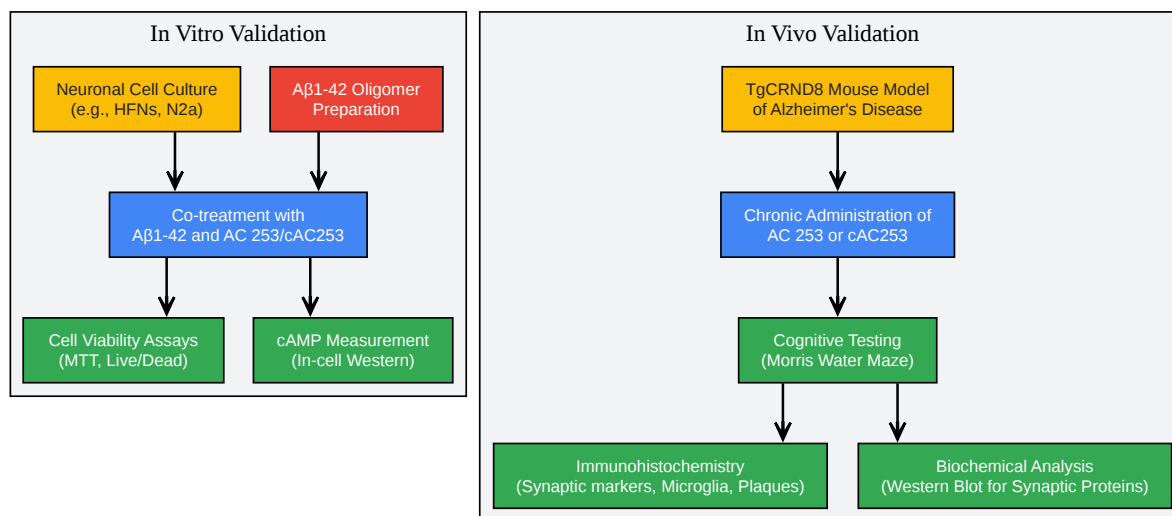 In Vitro Validation
Neuronal Cell Culture
(e.g., HFNs, N2a)
Aβ1-42 Oligomer
Preparation
Co-treatment with
Aβ1-42 and AC 253/cAC253
Cell Viability Assays
(MTT, Live/Dead)
cAMP Measurement
(In-cell Western)
In Vivo Validation
TgCRND8 Mouse Model
of Alzheimer's Disease
Chronic Administration of
AC 253 or cAC253
Cognitive Testing
(Morris Water Maze)
Immunohistochemistry
(Synaptic markers, Microglia, Plaques)
Biochemical Analysis
(Western Blot for Synaptic Proteins)